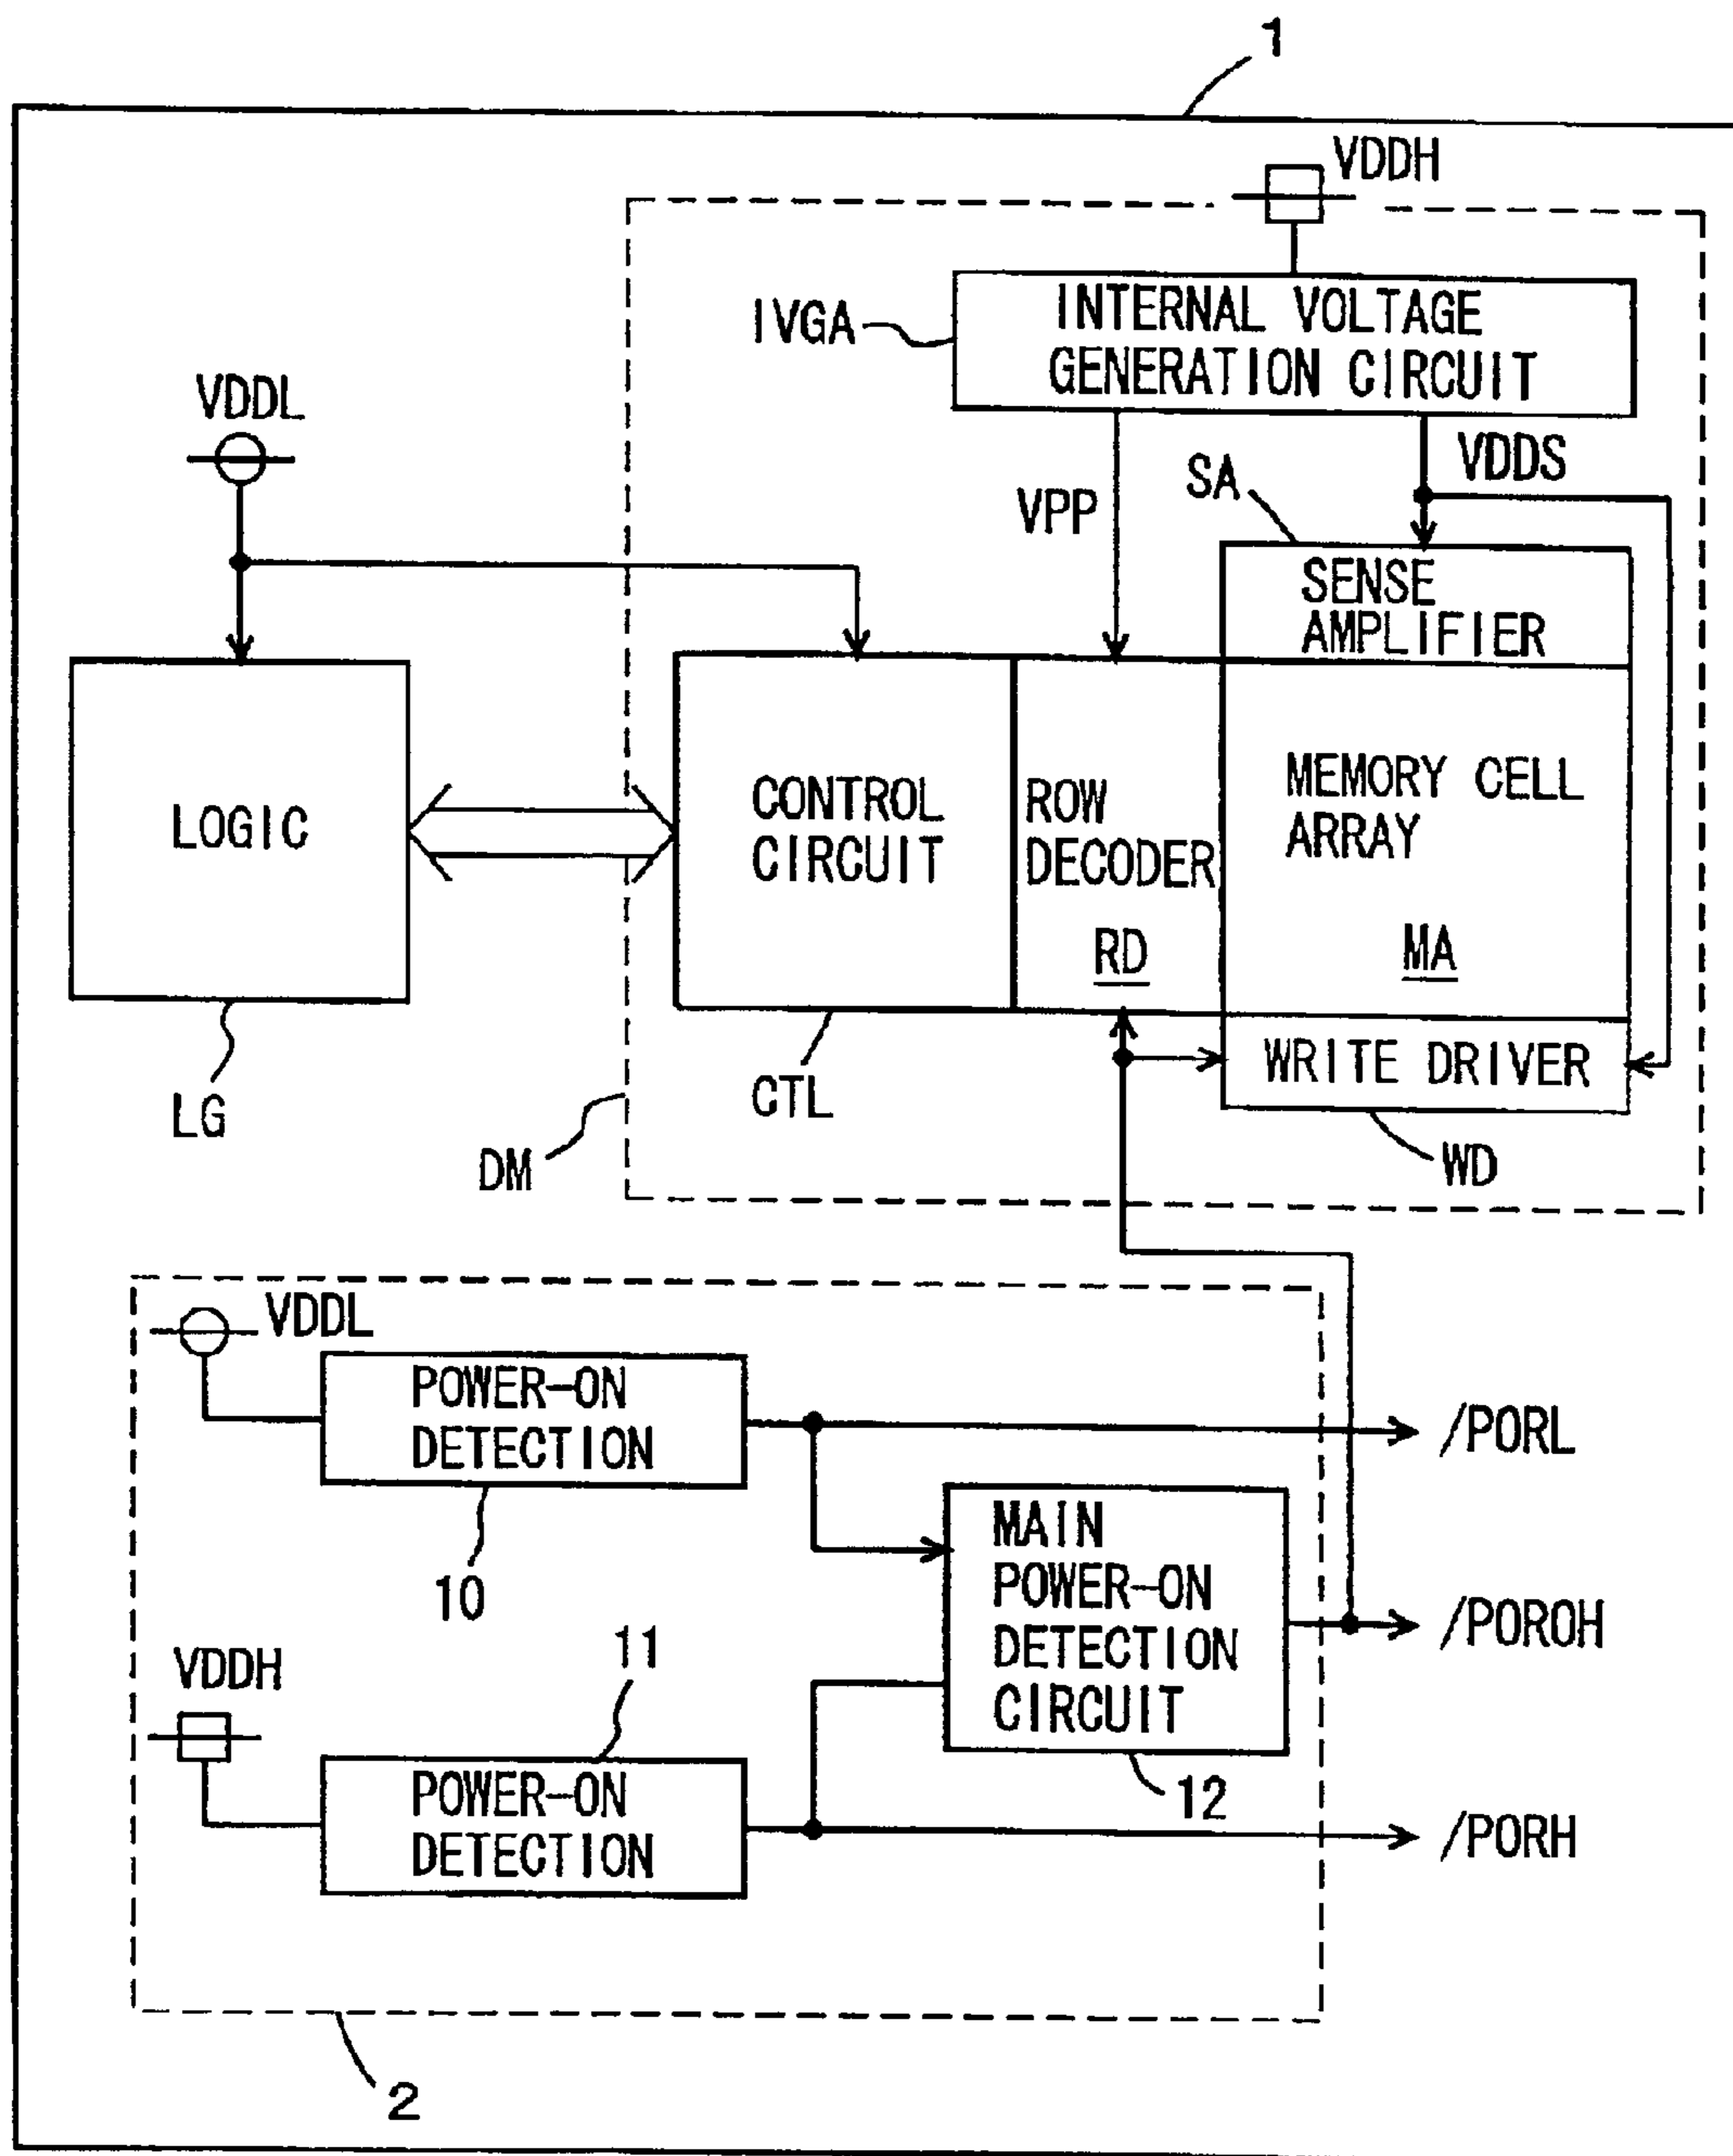 1
VDDH
INTERNAL VOLTAGE
GENERATION CIRCUIT
IVGA
VDDL
VPP
VDDS
SA
SENSE
AMPLIFIER
LOGIC
CONTROL
CIRCUIT
ROW
DECODER
RD
MEMORY CELL
ARRAY
MA
WRITE DRIVER
LG
CTL
DM
WD
VDDL
POWER-ON
DETECTION
10
/PORL
MAIN
POWER-ON
DETECTION
CIRCUIT
12
/POROH
VDDH
11
POWER-ON
DETECTION
/PORH
2